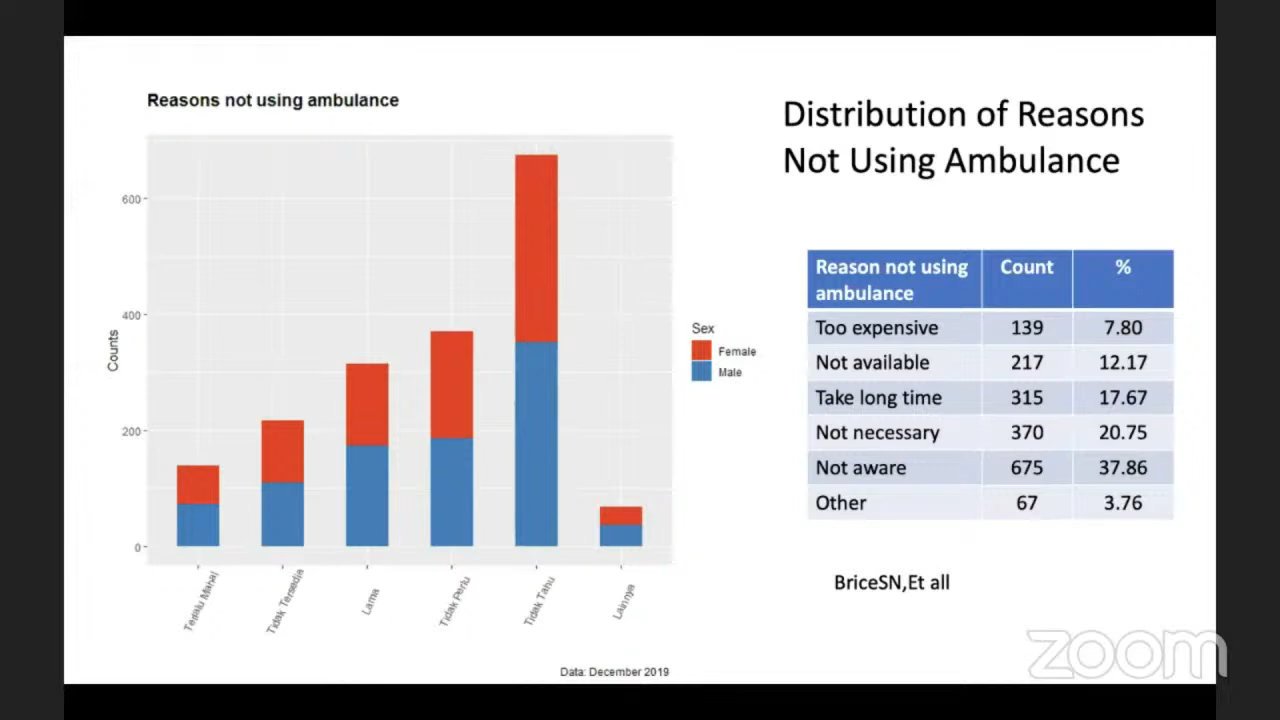 Reasons not using ambulance
Counts
600
400
200
0
Terlalu Mahal
Tidak Tersedia
Lama
Tidak Perlu
Tidak Tahu
Lainnya
Sex
Female
Male
Data: December 2019
Distribution of Reasons
Not Using Ambulance
Reason not using ambulance Count %
Too expensive 139 7.80
Not available 217 12.17
Take long time 315 17.67
Not necessary 370 20.75
Not aware 675 37.86
Other 67 3.76
BriceSN,Et all
zoom